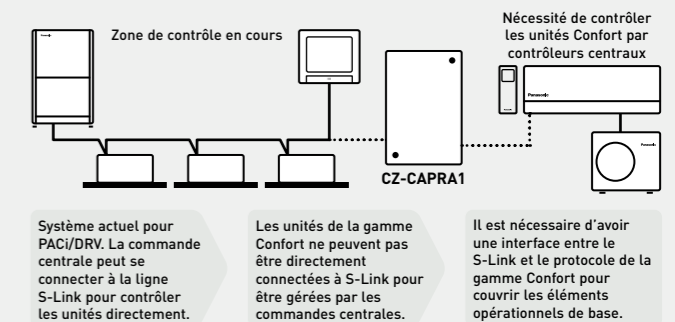 Zone de contrôle en cours
Nécessité de contrôler
les unités Confort par
contrôleurs centraux
Panasonic
Panasonic
CZ-CAPRA1
Système actuel pour
PACi/DRV. La commande
centrale peut se
connecter à la ligne
S-Link pour contrôler
les unités directement.
Les unités de la gamme
Confort ne peuvent pas
être directement
connectées à S-Link pour
être gérées par les
commandes centrales.
Il est nécessaire d'avoir
une interface entre le
S-Link et le protocole de la
gamme Confort pour
couvrir les éléments
opérationnels de base.